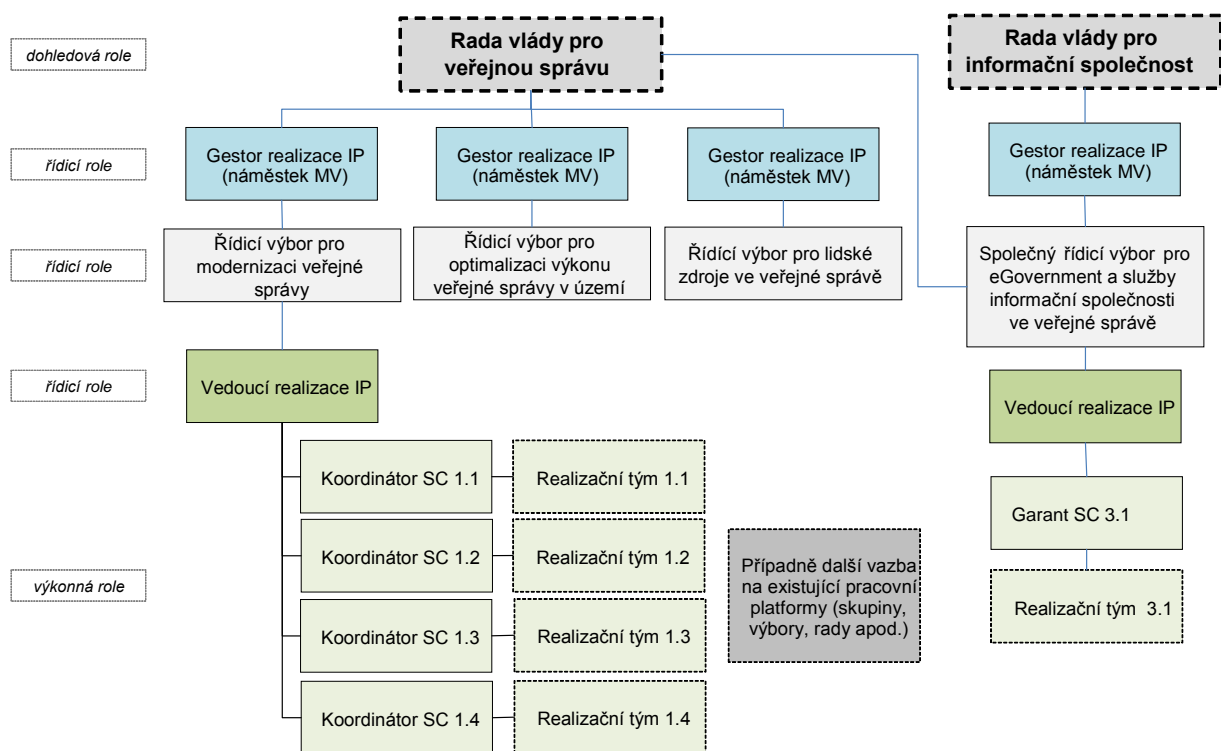 dohledová role
Rada vlády pro
veřejnou správu
Rada vlády pro
informační společnost
řídicí role
Gestor realizace IP
(náměstek MV)
Gestor realizace IP
(náměstek MV)
Gestor realizace IP
(náměstek MV)
Gestor realizace IP
(náměstek MV)
řídicí role
Řídicí výbor pro
modernizaci veřejné
správy
Řídicí výbor pro
optimalizaci výkonu
veřejné správy v území
Řídící výbor pro lidské
zdroje ve veřejné správě
Společný řídicí výbor pro
eGovernment a služby
informační společnosti
ve veřejné správě
řídicí role
Vedoucí realizace IP
Vedoucí realizace IP
Koordinátor SC 1.1
Realizační tým 1.1
Garant SC 3.1
Koordinátor SC 1.2
Realizační tým 1.2
výkonná role
Případně další vazba
na existující pracovní
platformy (skupiny,
výbory, rady apod.)
Realizační tým 3.1
Koordinátor SC 1.3
Realizační tým 1.3
Koordinátor SC 1.4
Realizační tým 1.4